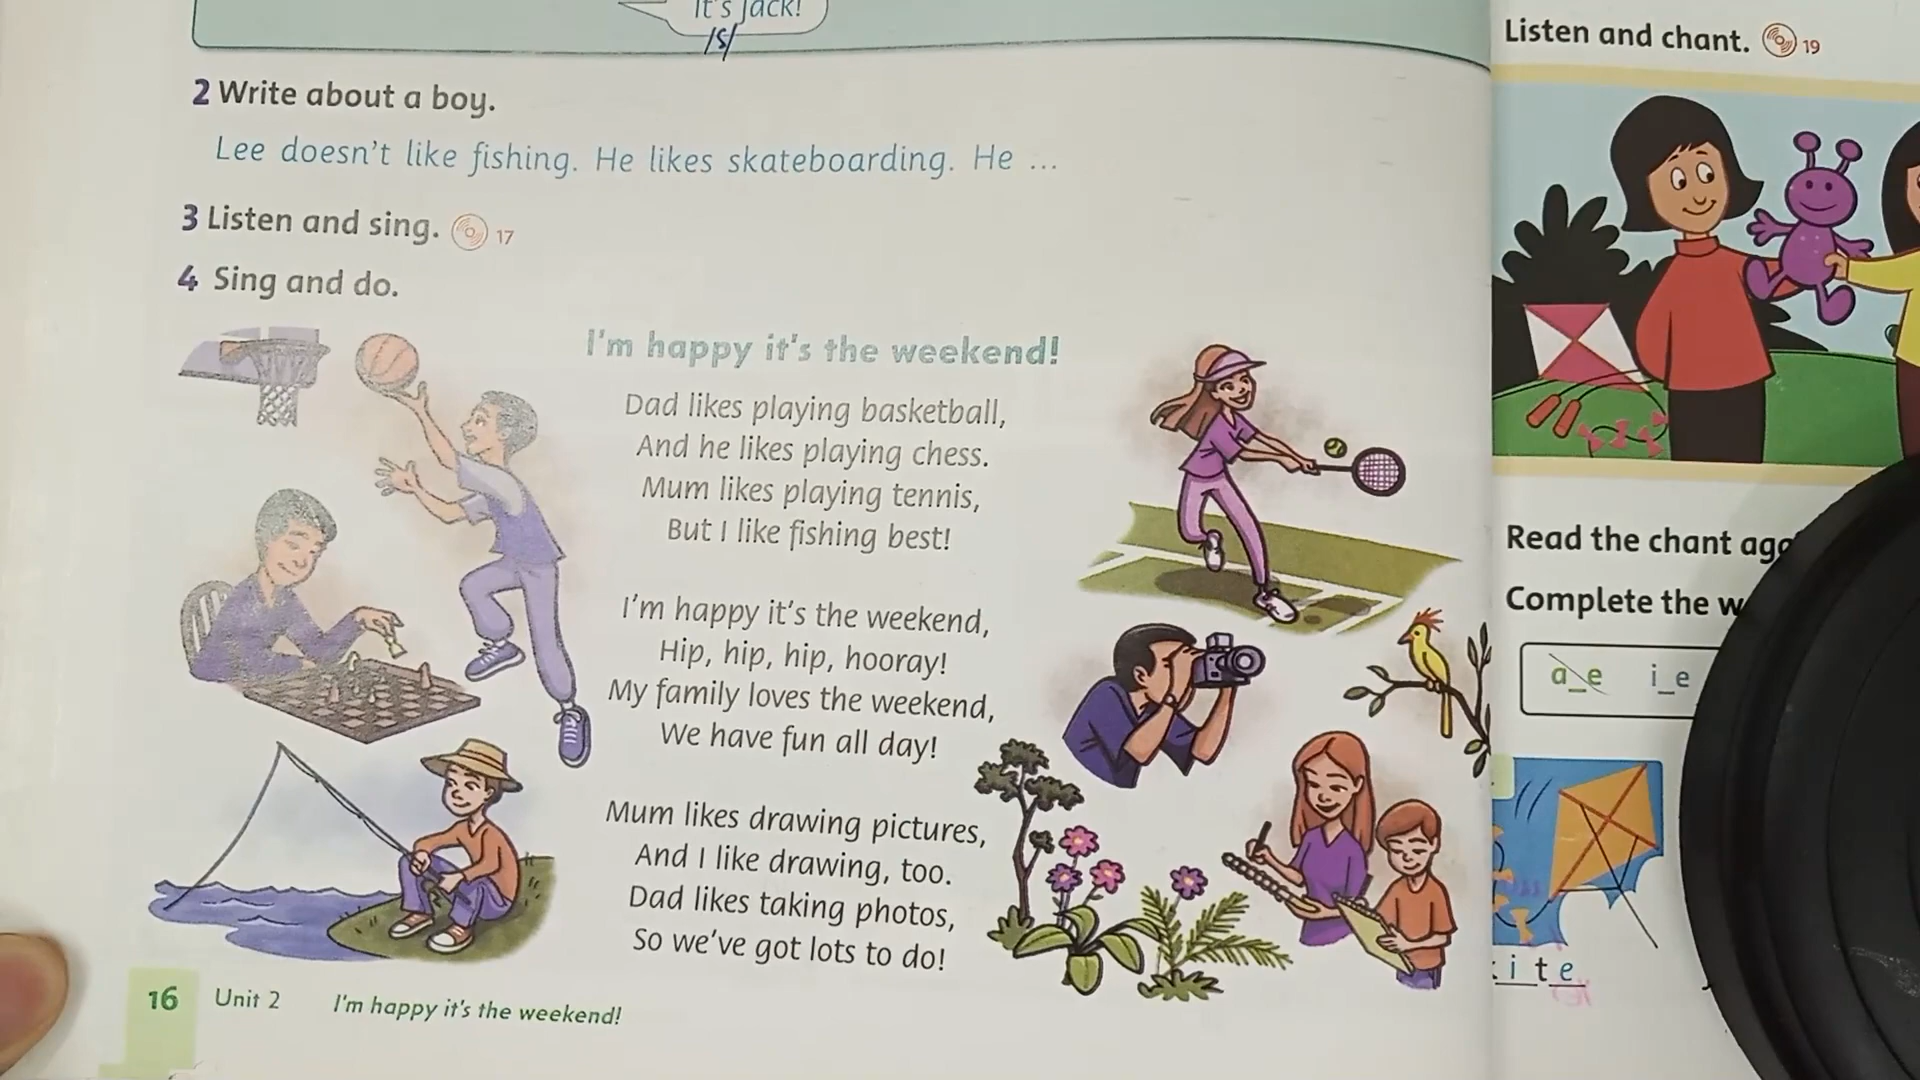 It's Jack!
/s/
2 Write about a boy.
Lee doesn't like fishing. He likes skateboarding. He ...
3 Listen and sing. 17
4 Sing and do.
I'm happy it's the weekend!
Dad likes playing basketball,
And he likes playing chess.
Mum likes playing tennis,
But I like fishing best!
I'm happy it's the weekend,
Hip, hip, hip, hooray!
My family loves the weekend,
We have fun all day!
Mum likes drawing pictures,
And I like drawing, too.
Dad likes taking photos,
So we've got lots to do!
16 Unit 2 I'm happy it's the weekend!
Listen and chant. 19
Read the chant
Complete the
a_e i_e
i t e